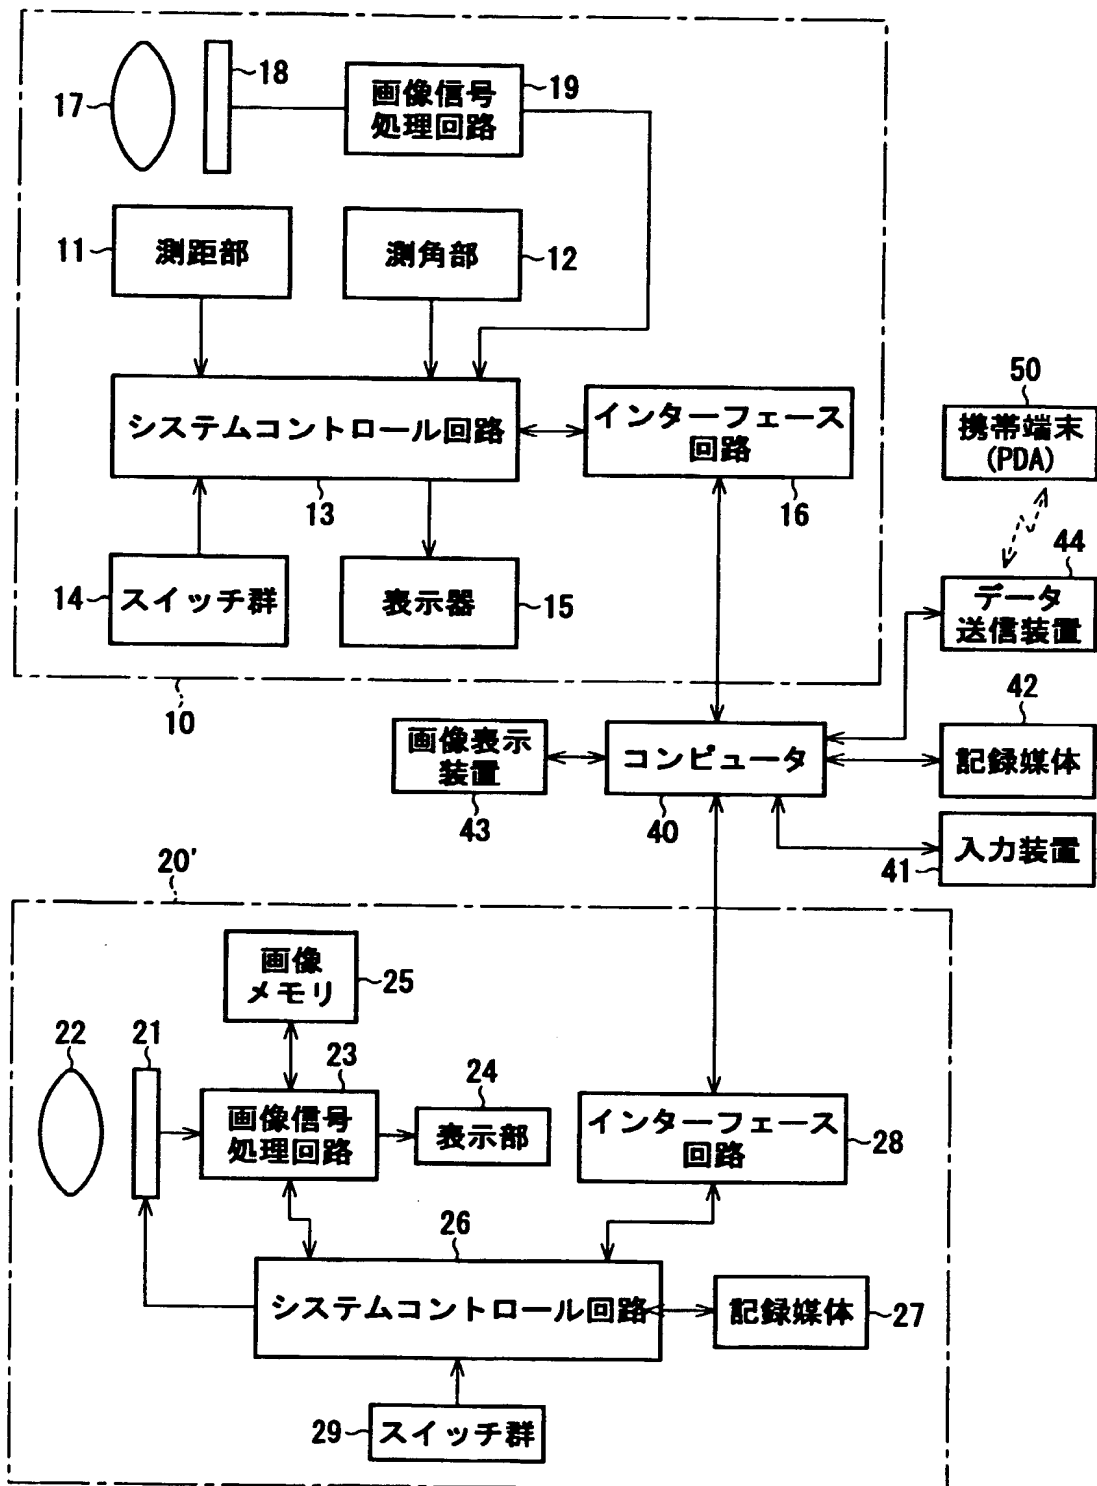 17
18
画像信号
処理回路
19
11
測距部
測角部
12
システムコントロール回路
13
インターフェース
回路
16
50
携帯端末
(PDA)
44
データ
送信装置
14
スイッチ群
表示器
15
10
画像表示
装置
43
コンピュータ
40
42
記録媒体
41
入力装置
20'
画像
メモリ
25
22
21
23
画像信号
処理回路
24
表示部
インターフェース
回路
28
26
システムコントロール回路
記録媒体
27
29
スイッチ群